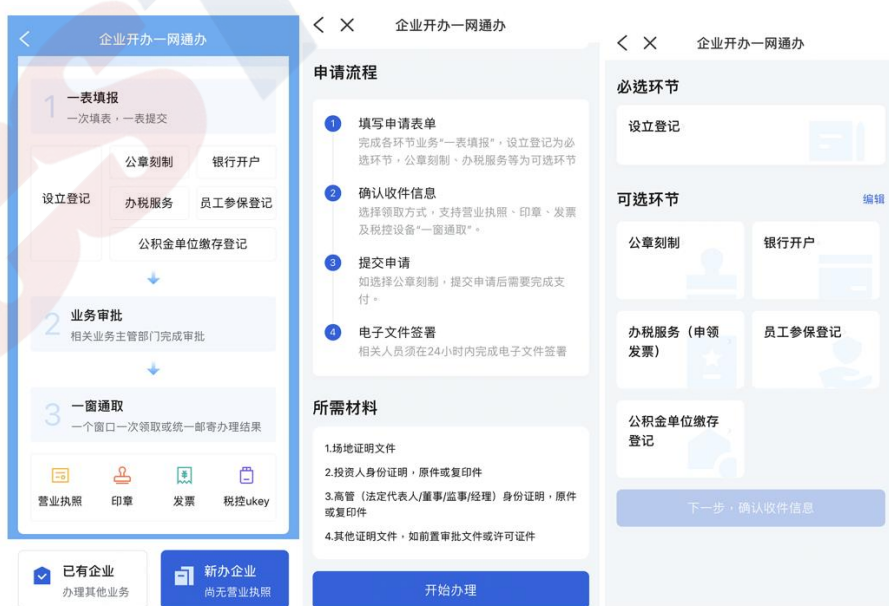 企业开办一网通办
1
一表填报
一次填表，一表提交
设立登记
公章刻制
银行开户
办税服务
员工参保登记
公积金单位缴存登记
2
业务审批
相关业务主管部门完成审批
3
一窗通取
一个窗口一次领取或统一邮寄办理结果
营业执照
印章
发票
税控ukey
已有企业
办理其他业务
新办企业
尚无营业执照
企业开办一网通办
申请流程
1
填写申请表单
完成各环节业务“一表填报”，设立登记为必
选环节，公章刻制、办税服务等为可选环节
2
确认收件信息
选择领取方式，支持营业执照、印章、发票
及税控设备“一窗通取”。
3
提交申请
如选择公章刻制，提交申请后需要完成支
付。
4
电子文件签署
相关人员须在24小时内完成电子文件签署
所需材料
1.场地证明文件
2.投资人身份证明，原件或复印件
3.高管（法定代表人/董事/监事/经理）身份证明，原件
或复印件
4.其他证明文件，如前置审批文件或许可证件
开始办理
企业开办一网通办
必选环节
设立登记
可选环节
编辑
公章刻制
银行开户
办税服务（申领
发票）
员工参保登记
公积金单位缴存
登记
下一步，确认收件信息